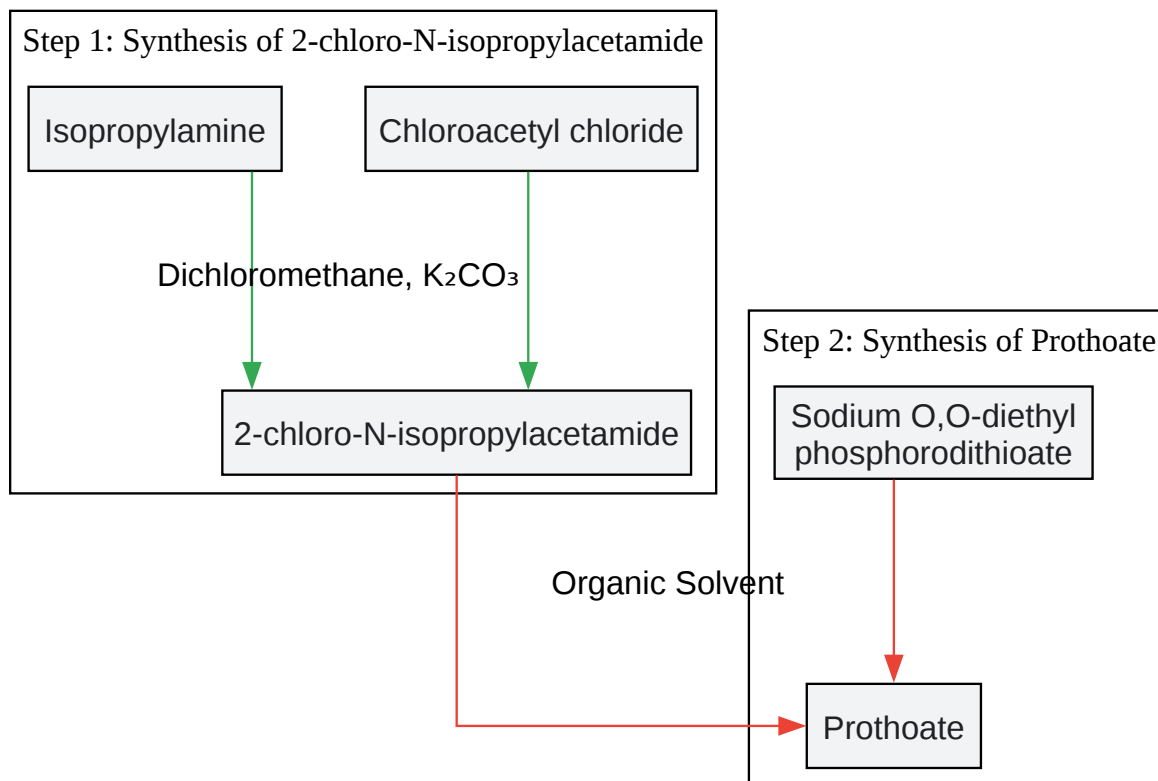 Step 1: Synthesis of 2-chloro-N-isopropylacetamide
Isopropylamine
Chloroacetyl chloride
Dichloromethane, K₂CO₃
2-chloro-N-isopropylacetamide
Step 2: Synthesis of Prothoate
Sodium O,O-diethyl
phosphorodithioate
Organic Solvent
Prothoate